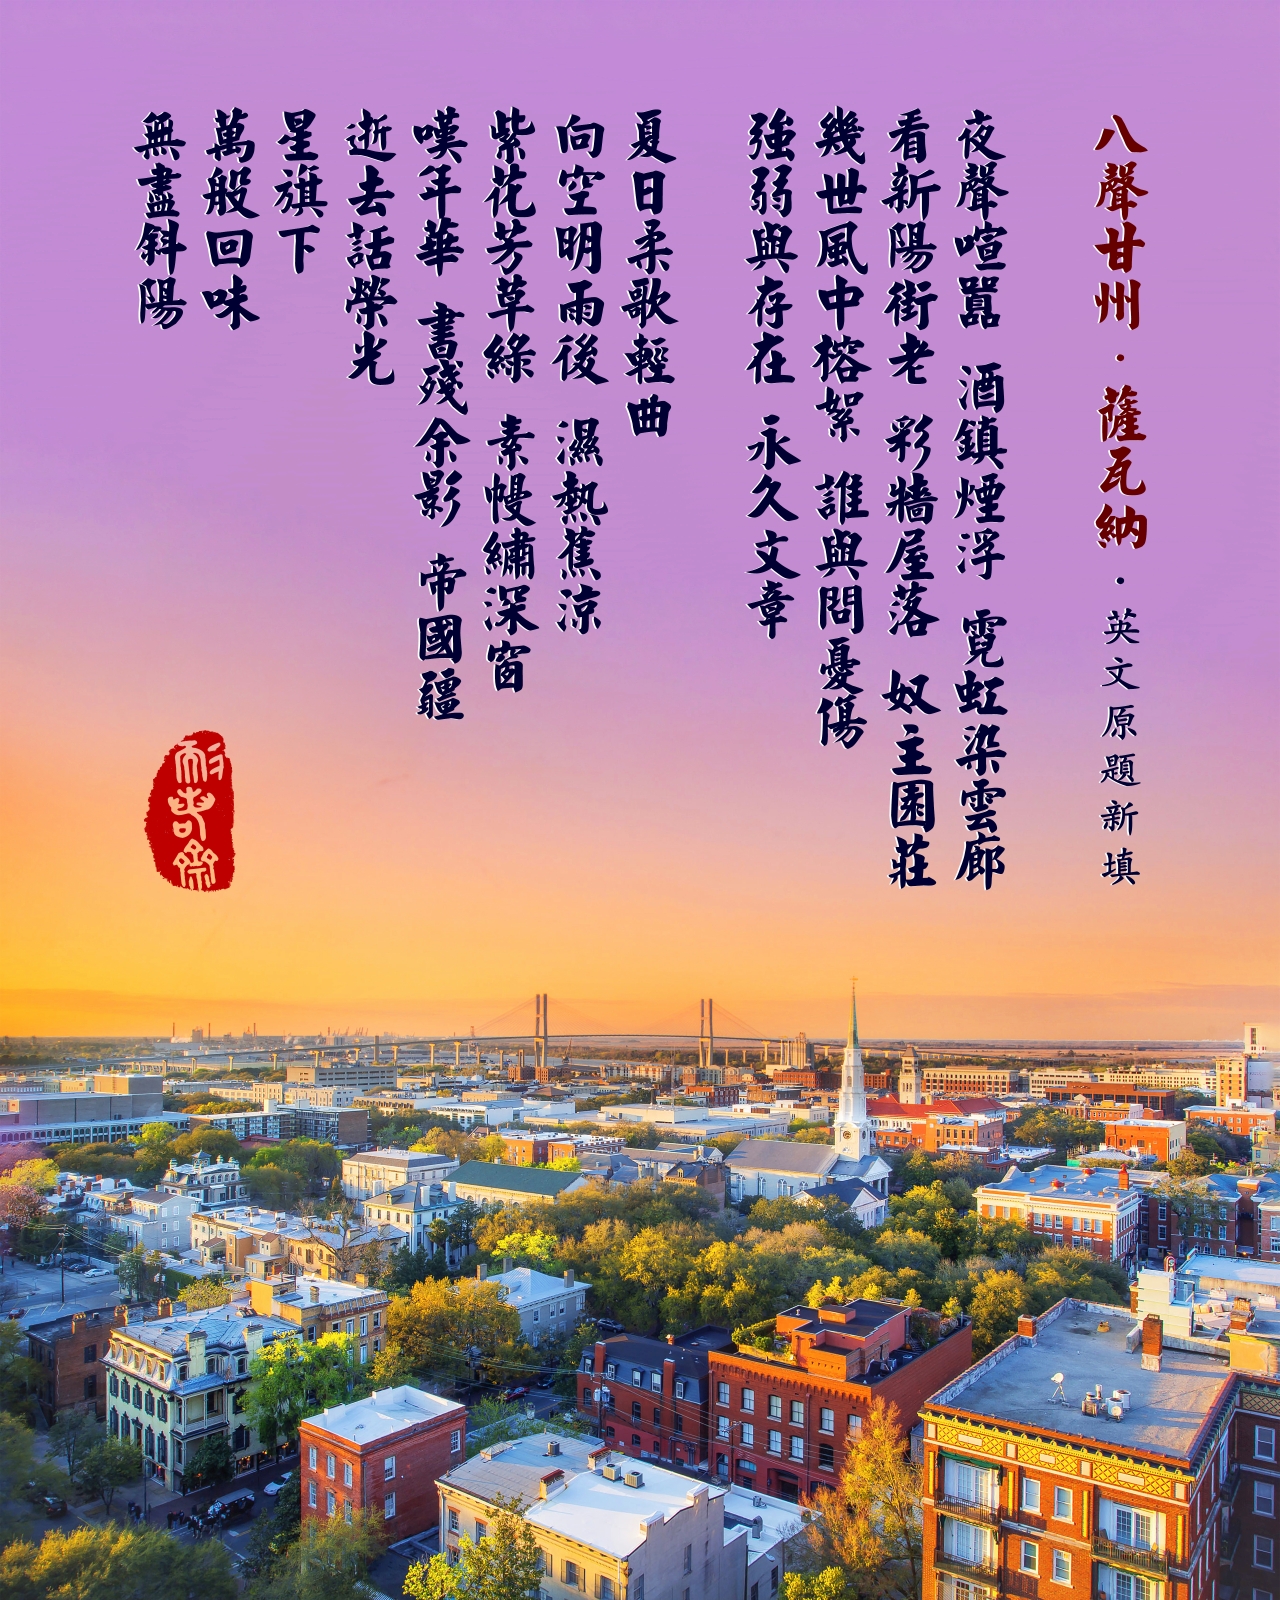 八聲甘州·薩瓦納·英文原題新填
夜聲喧囂 酒鎮煙浮 霓虹染雲廊
看新陽街老 彩牆屋落 奴主園莊
幾世風中榕絮 誰與問憂傷
強弱與存在 永久文章
夏日柔歌輕曲
向空明雨後 濕熱蕉涼
紫花芳草綠 素幔繡深窗
嘆年華 書殘余影 帝國疆
逝去話榮光
星旗下
萬般回味
無盡斜陽